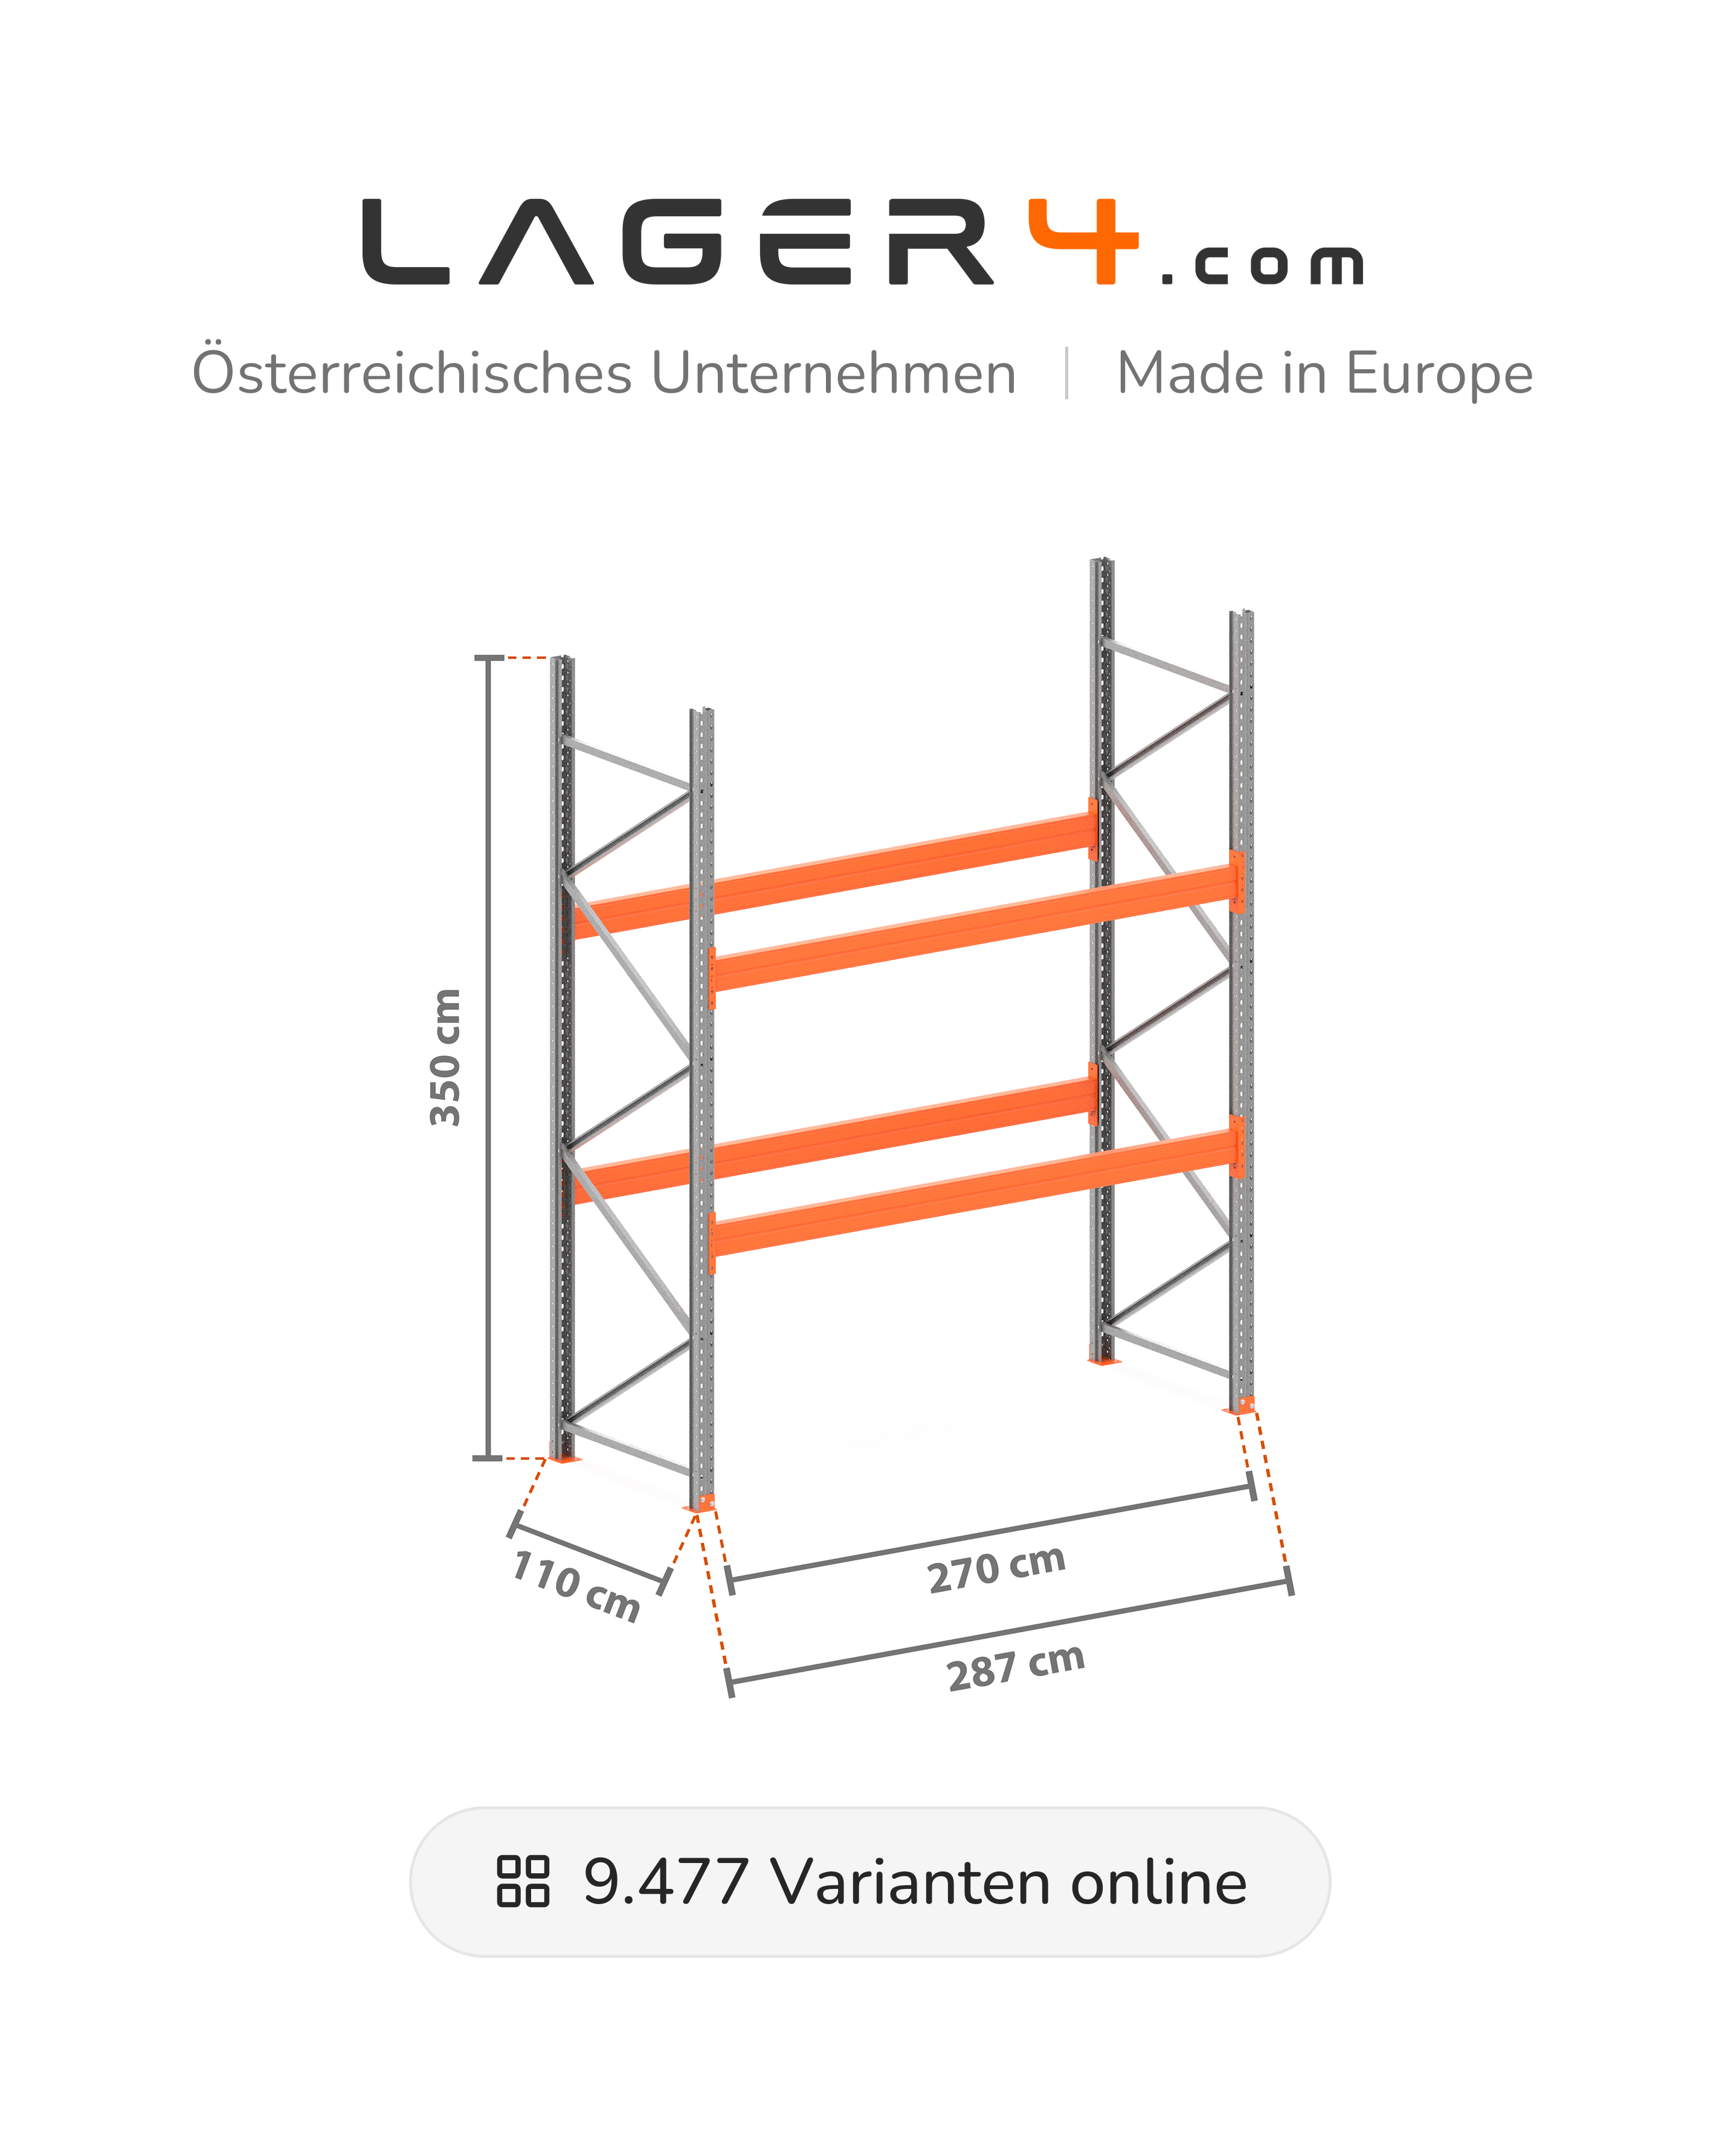 LAGER4.com
Österreichisches Unternehmen | Made in Europe
350 cm
110 cm
270 cm
287 cm
9.477 Varianten online